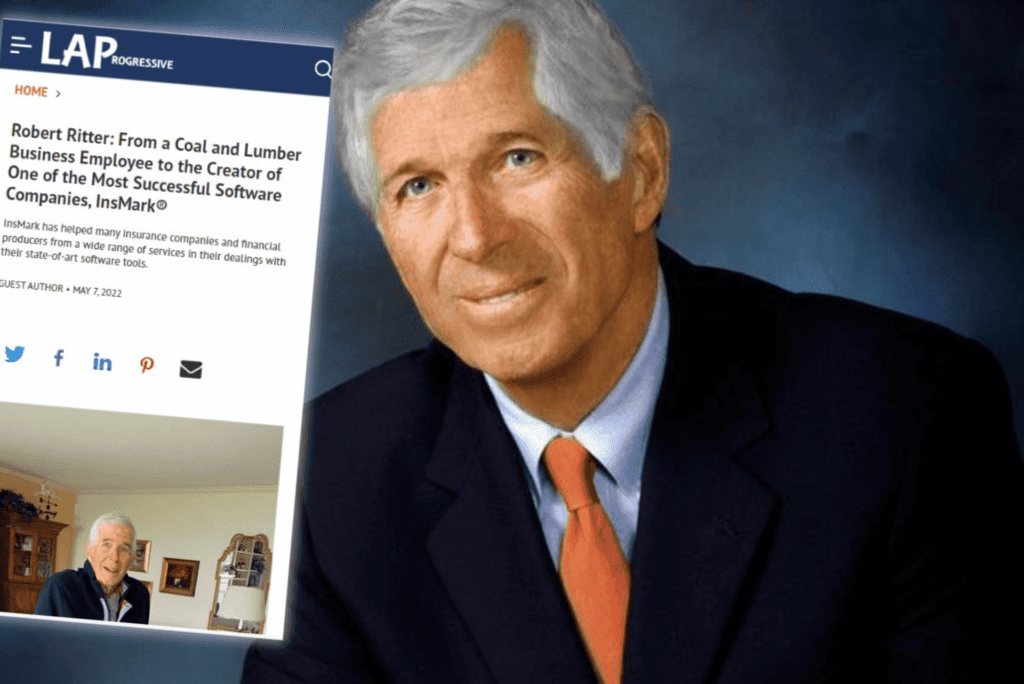 LAPROGRESSIVE
HOME >
Robert Ritter: From a Coal and Lumber
Business Employee to the Creator of
One of the Most Successful Software
Companies, InsMark®
InsMark has helped many insurance companies and financial
producers from a wide range of services in their dealings with
their state-of-art software tools.
GUEST AUTHOR • MAY 7, 2022